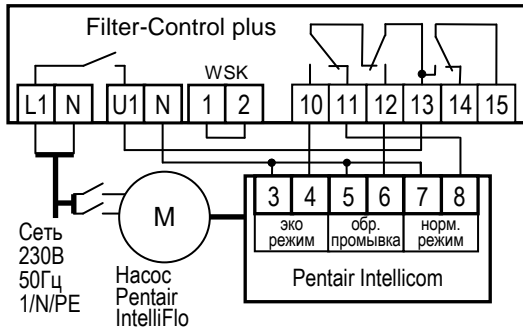 Filter-Control plus
WSK
L1 N U1 N 1 2 10 11 12 13 14 15
M
3 4 5 6 7 8
эко режим
обр. промывка
норм. режим
Pentair Intellicom
Сеть
230В
50Гц
1/N/PE
Насос
Pentair
IntelliFlo